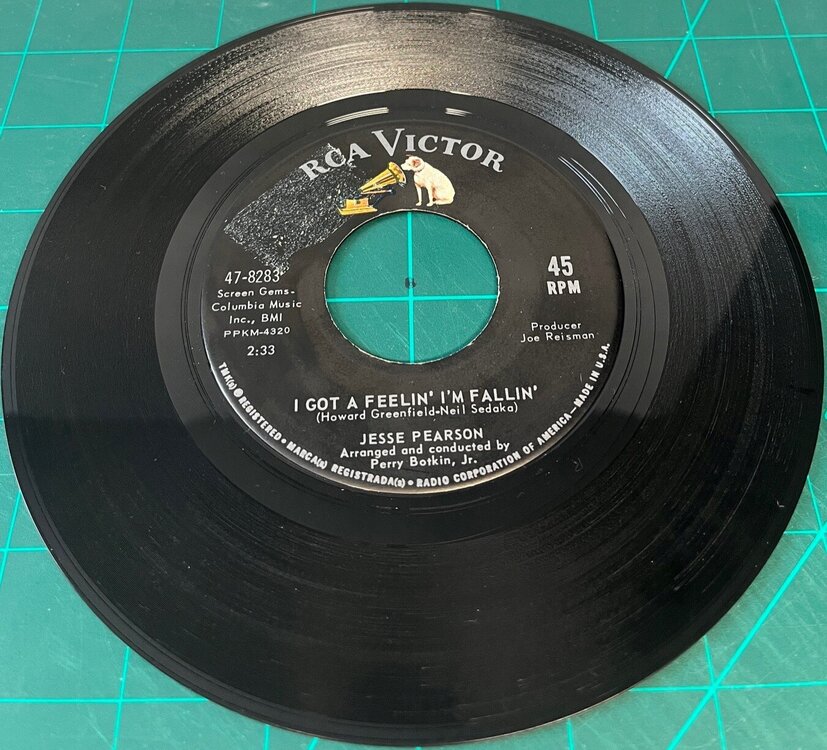 RCA VICTOR
47-8283
Screen Gems-
Columbia Music
Inc., BMI
PPKM-4320
2:33
45
RPM
Producer
Joe Reisman
I GOT A FEELIN' I'M FALLIN'
(Howard Greenfield-Neil Sedaka)
JESSE PEARSON
Arranged and conducted by
Perry Botkin, Jr.
TMK(s) ® REGISTERED • MARCA(s) REGISTRADA(s) • RADIO CORPORATION OF AMERICA—MADE IN U.S.A.